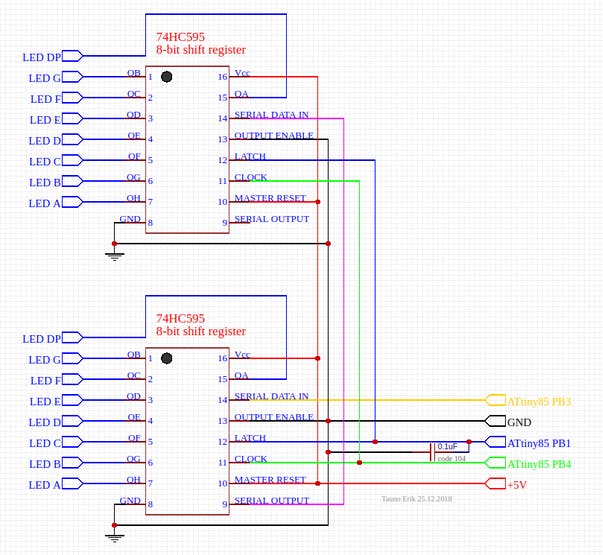 74HC595
8-bit shift register
LED DP
LED G QB 1 16 Vcc
LED F QC 2 15 QA
LED E QD 3 14 SERIAL DATA IN
LED D QE 4 13 OUTPUT ENABLE
LED C QF 5 12 LATCH
LED B QG 6 11 CLOCK
LED A QH 7 10 MASTER RESET
GND 8 9 SERIAL OUTPUT
74HC595
8-bit shift register
LED DP
LED G QB 1 16 Vcc
LED F QC 2 15 QA
LED E QD 3 14 SERIAL DATA IN ATtiny85 PB3
LED D QE 4 13 OUTPUT ENABLE GND
LED C QF 5 12 LATCH 0.1uF ATtiny85 PB1
LED B QG 6 11 CLOCK code 104 ATtiny85 PB4
LED A QH 7 10 MASTER RESET +5V
GND 8 9 SERIAL OUTPUT Tauno Erik 25.12.2018